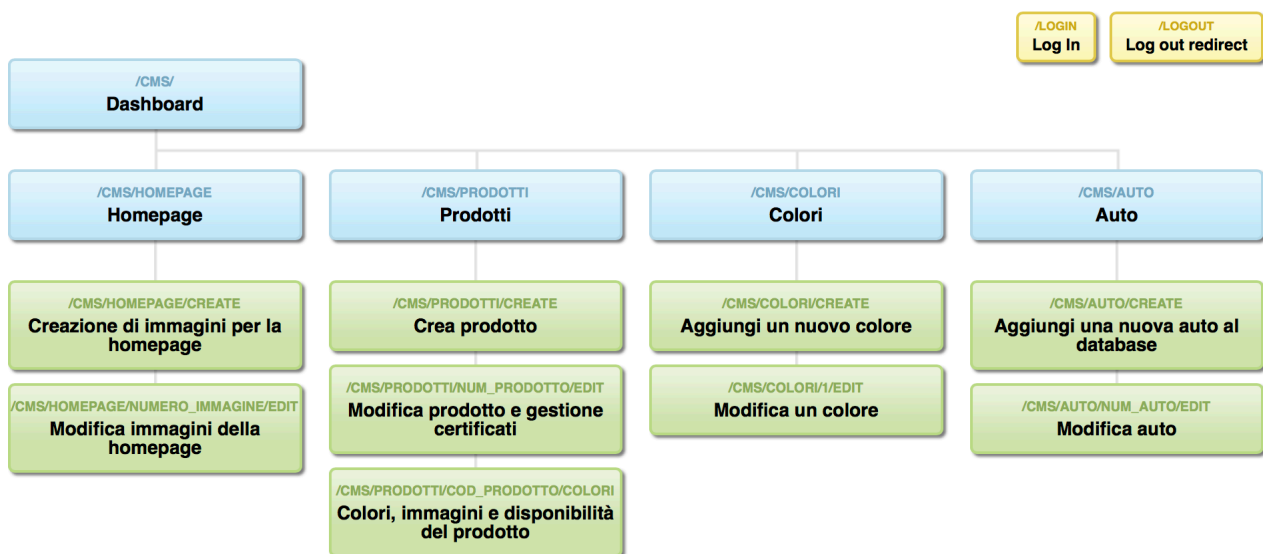 /LOGIN
Log In
/LOGOUT
Log out redirect
/CMS/
Dashboard
/CMS/HOMEPAGE
Homepage
/CMS/PRODOTTI
Prodotti
/CMS/COLORI
Colori
/CMS/AUTO
Auto
/CMS/HOMEPAGE/CREATE
Creazione di immagini per la
homepage
/CMS/HOMEPAGE/NUMERO_IMMAGINE/EDIT
Modifica immagini della
homepage
/CMS/PRODOTTI/CREATE
Crea prodotto
/CMS/PRODOTTI/NUM_PRODOTTO/EDIT
Modifica prodotto e gestione
certificati
/CMS/PRODOTTI/COD_PRODOTTO/COLORI
Colori, immagini e disponibilità
del prodotto
/CMS/COLORI/CREATE
Aggiungi un nuovo colore
/CMS/COLORI/1/EDIT
Modifica un colore
/CMS/AUTO/CREATE
Aggiungi una nuova auto al
database
/CMS/AUTO/NUM_AUTO/EDIT
Modifica auto